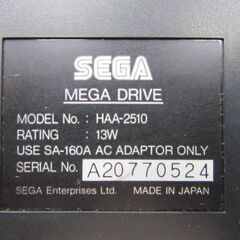 SEGA
MEGA DRIVE
MODEL No. : HAA-2510
RATING : 13W
USE SA-160A AC ADAPTOR ONLY
SERIAL No. A20770524
SEGA Enterprises Ltd. MADE IN JAPAN